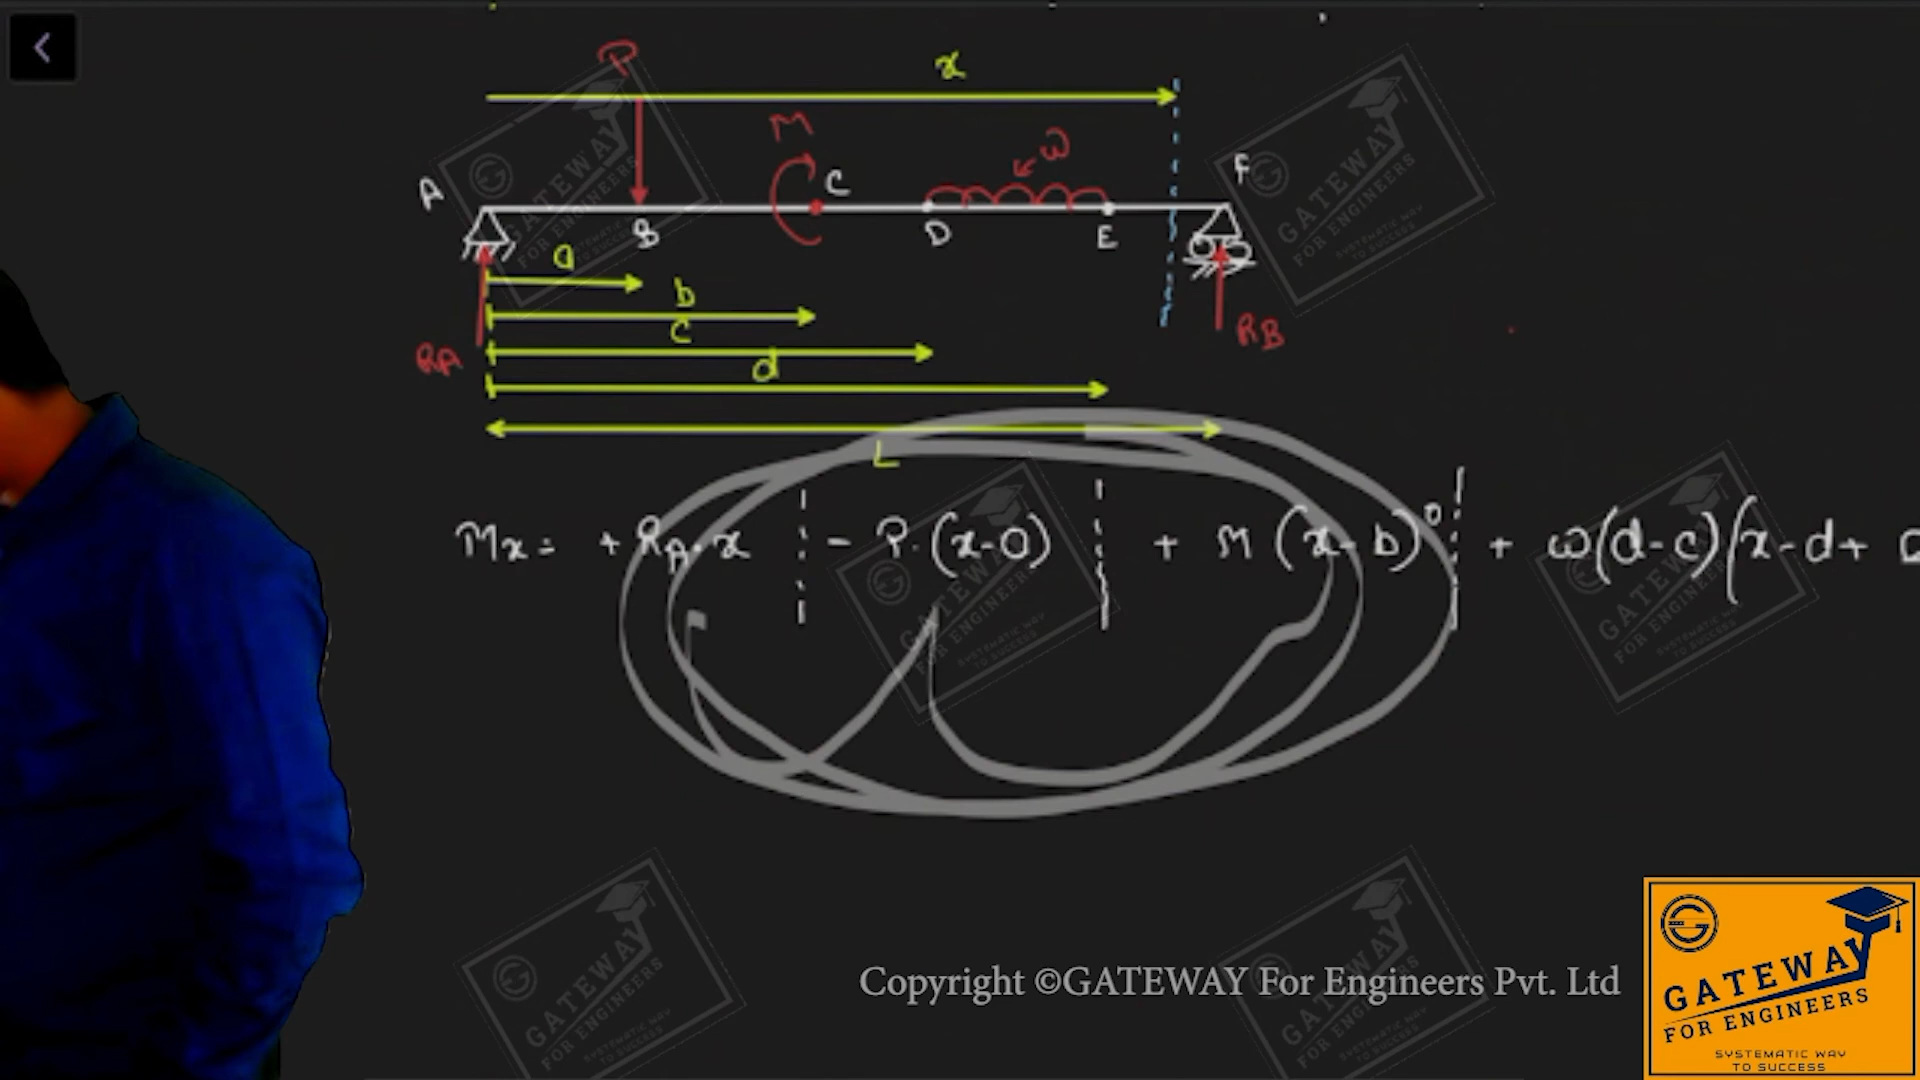 P
x
M
ω
A
C
F
B
D
E
a
b
c
RA
RB
d
L
Mx = + RA.x - P.(x-a) + M (x-b)⁰ + ω(d-c)(x-d+
Copyright ©GATEWAY For Engineers Pvt. Ltd
GATEWAY
FOR ENGINEERS
SYSTEMATIC WAY
TO SUCCESS